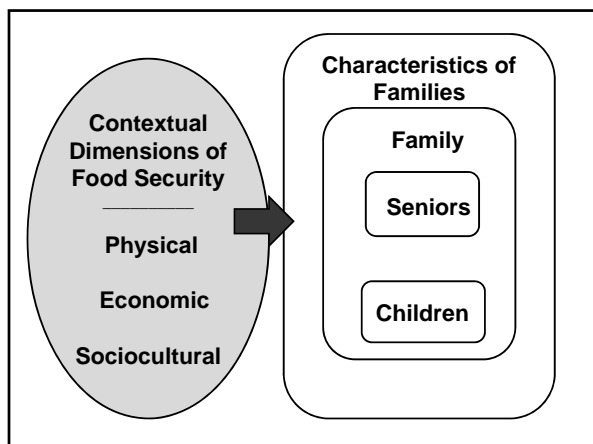 Contextual
Dimensions of
Food Security
Physical
Economic
Sociocultural
Characteristics of
Families
Family
Seniors
Children